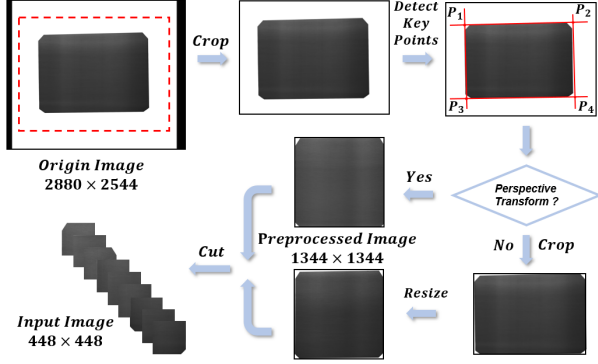 Crop
Detect
Key
Points
P1
P2
P3
P4
Origin Image
2880 × 2544
Yes
Perspective
Transform ?
Preprocessed Image
1344 × 1344
No Crop
Cut
Resize
Input Image
448 × 448